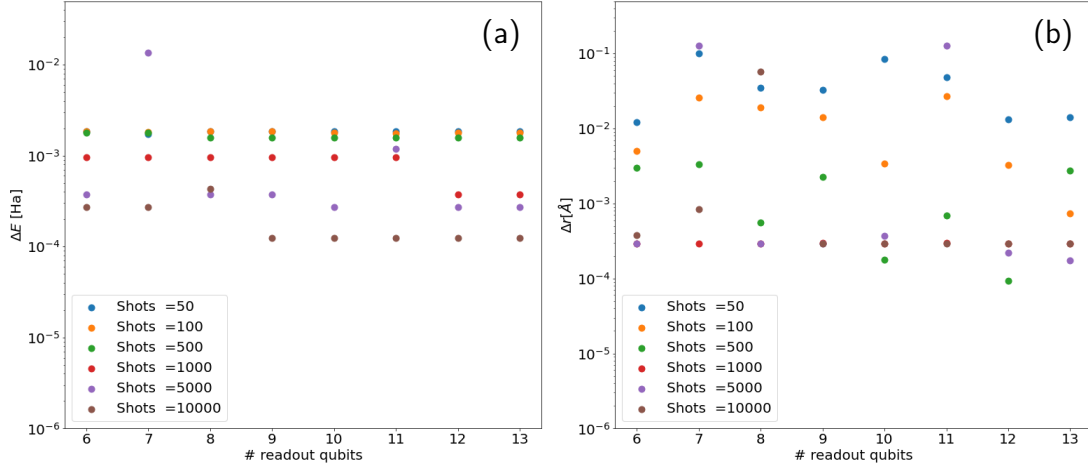 (a)
ΔE [Ha]
10⁻²
10⁻³
10⁻⁴
10⁻⁵
10⁻⁶
Shots =50
Shots =100
Shots =500
Shots =1000
Shots =5000
Shots =10000
6 7 8 9 10 11 12 13
# readout qubits
(b)
Δr[Å]
10⁻¹
10⁻²
10⁻³
10⁻⁴
10⁻⁵
10⁻⁶
Shots =50
Shots =100
Shots =500
Shots =1000
Shots =5000
Shots =10000
6 7 8 9 10 11 12 13
# readout qubits